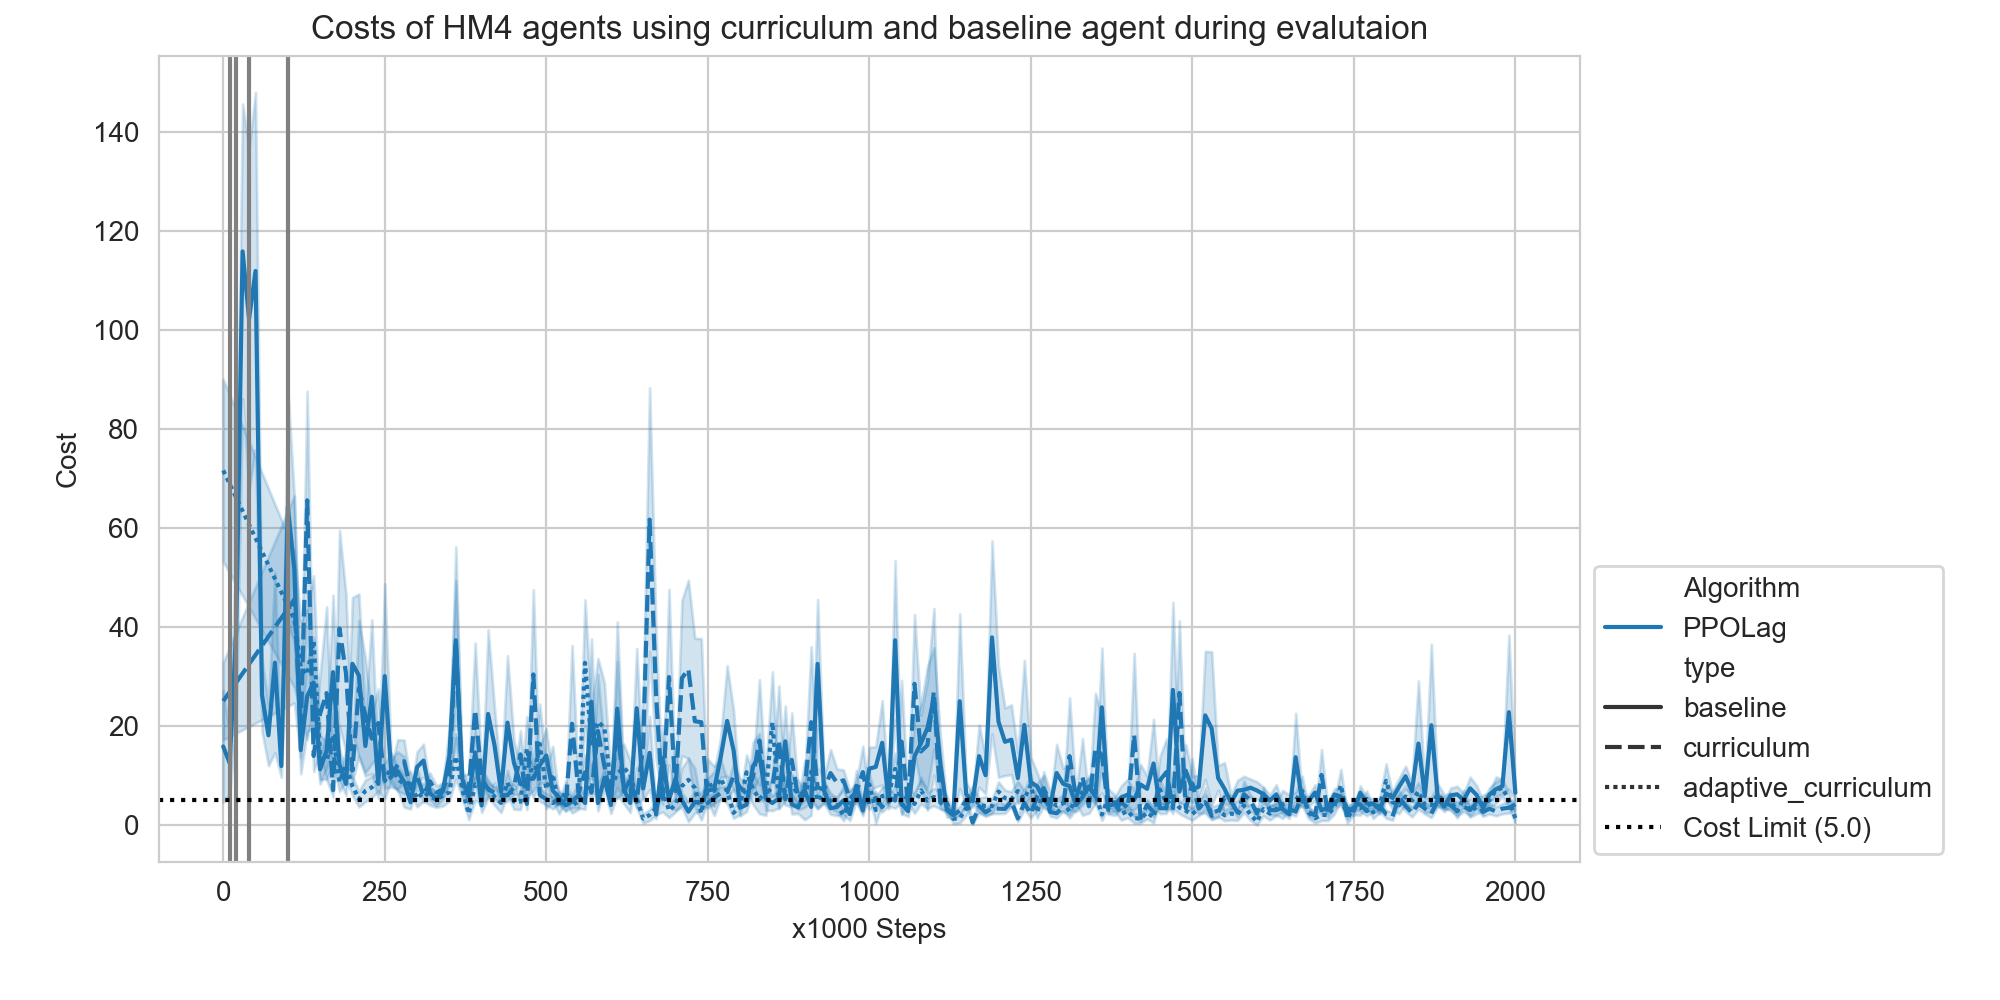 Costs of HM4 agents using curriculum and baseline agent during evalutaion
140
120
100
80
60
40
20
0
Cost
0 250 500 750 1000 1250 1500 1750 2000
x1000 Steps
Algorithm
PPOLag
type
baseline
curriculum
adaptive_curriculum
Cost Limit (5.0)